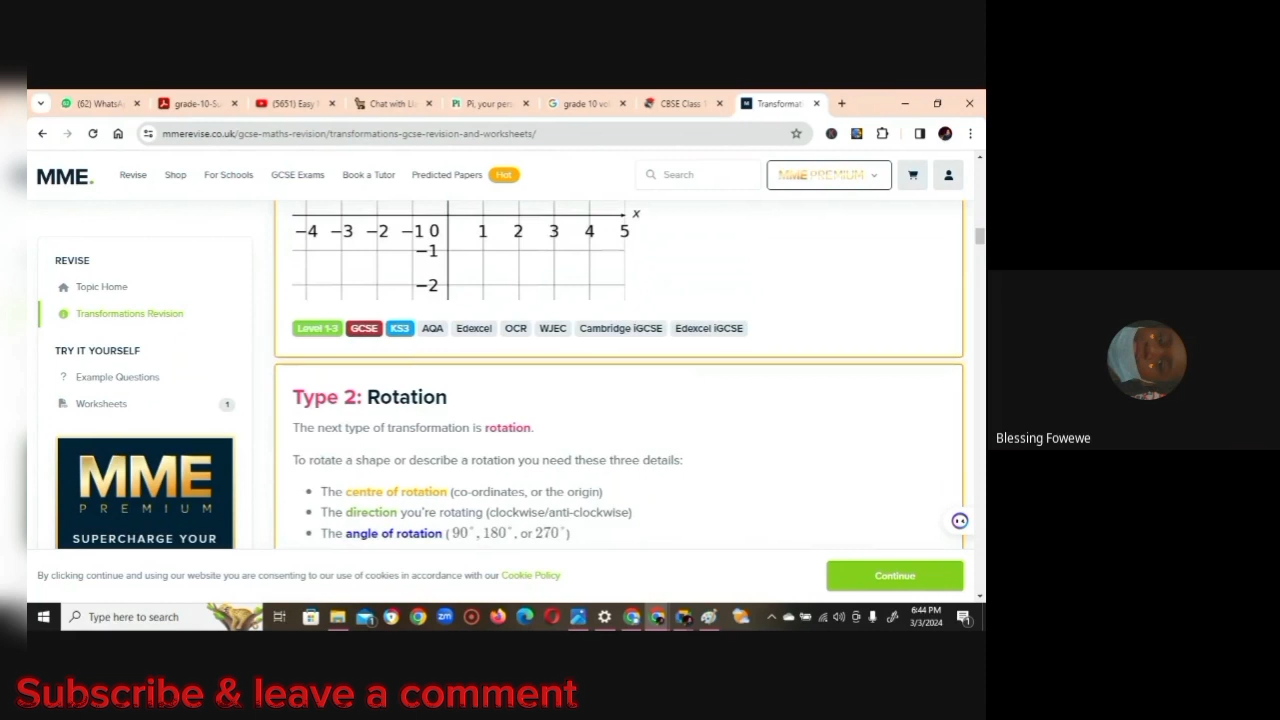 (62) WhatsA
grade-10-Su
(5651) Easy
Chat with Li
Pi, your pers
grade 10 vo
CBSE Class
Transformat
mmerevise.co.uk/gcse-maths-revision/transformations-gcse-revision-and-worksheets/
MME.
Revise
Shop
For Schools
GCSE Exams
Book a Tutor
Predicted Papers
Hot
Search
MME PREMIUM
x
−4 −3 −2 −1 0 1 2 3 4 5
−1
−2
Level 1-3 GCSE KS3 AQA Edexcel OCR WJEC Cambridge iGCSE Edexcel iGCSE
REVISE
Topic Home
Transformations Revision
TRY IT YOURSELF
? Example Questions
Worksheets 1
MME
PREMIUM
SUPERCHARGE YOUR
Type 2: Rotation
The next type of transformation is rotation.
To rotate a shape or describe a rotation you need these three details:
• The centre of rotation (co-ordinates, or the origin)
• The direction you're rotating (clockwise/anti-clockwise)
• The angle of rotation ( 90°, 180°, or 270°)
By clicking continue and using our website you are consenting to our use of cookies in accordance with our Cookie Policy
Continue
Type here to search
zm
6:44 PM
3/3/2024
Blessing Fowewe
Subscribe & leave a comment